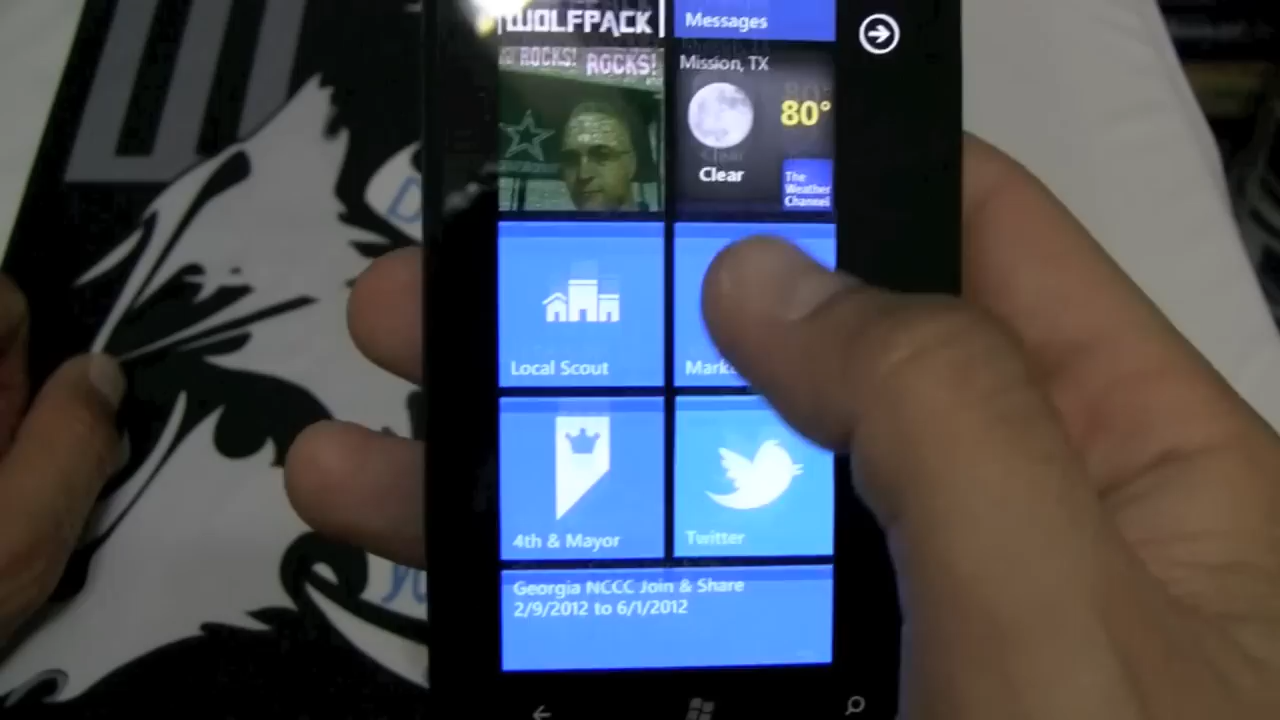 WOLFPACK
ROCKS! ROCKS!
Messages
Mission, TX
80°
Clear
The
Weather
Channel
Local Scout
4th & Mayor
Twitter
Georgia NCCC Join & Share
2/9/2012 to 6/1/2012